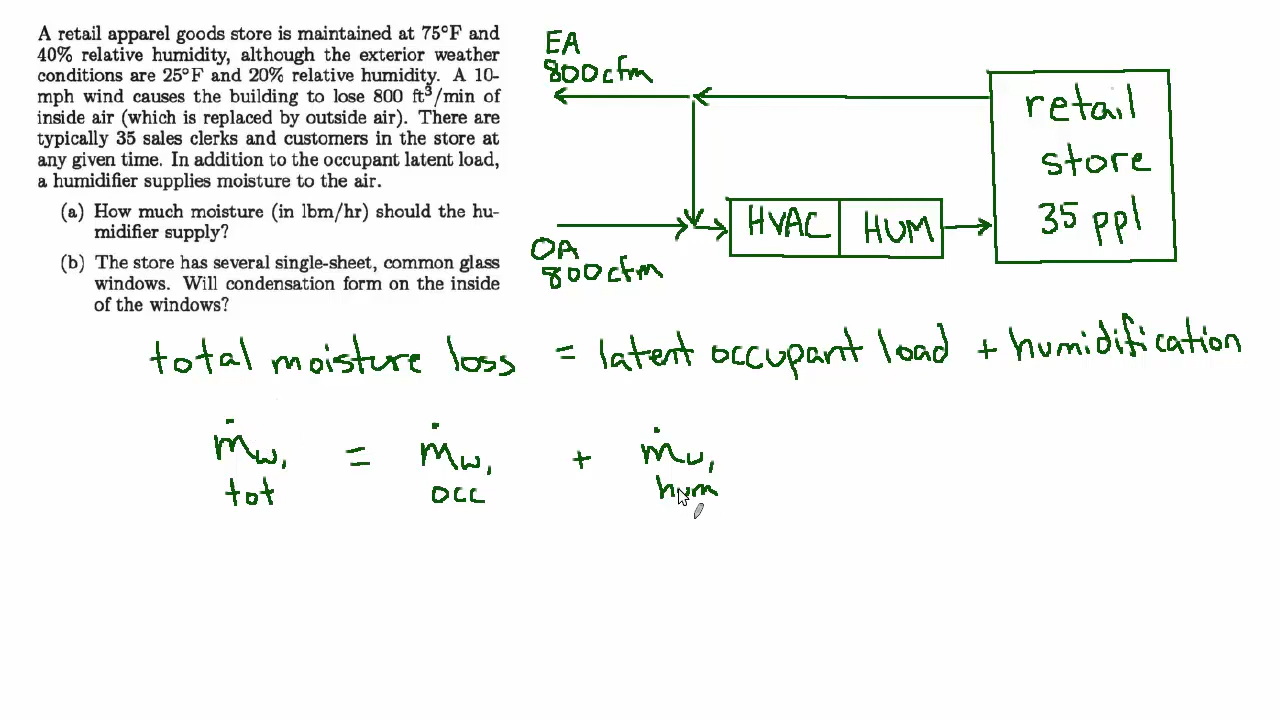 A retail apparel goods store is maintained at 75°F and
40% relative humidity, although the exterior weather
conditions are 25°F and 20% relative humidity. A 10-
mph wind causes the building to lose 800 ft³/min of
inside air (which is replaced by outside air). There are
typically 35 sales clerks and customers in the store at
any given time. In addition to the occupant latent load,
a humidifier supplies moisture to the air.
(a) How much moisture (in lbm/hr) should the hu-
midifier supply?
(b) The store has several single-sheet, common glass
windows. Will condensation form on the inside
of the windows?
EA
800cfm
retail
store
35 ppl
HVAC
HUM
OA
800cfm
total moisture loss = latent occupant load + humidification
ṁw, = ṁw, + ṁw,
tot occ hum